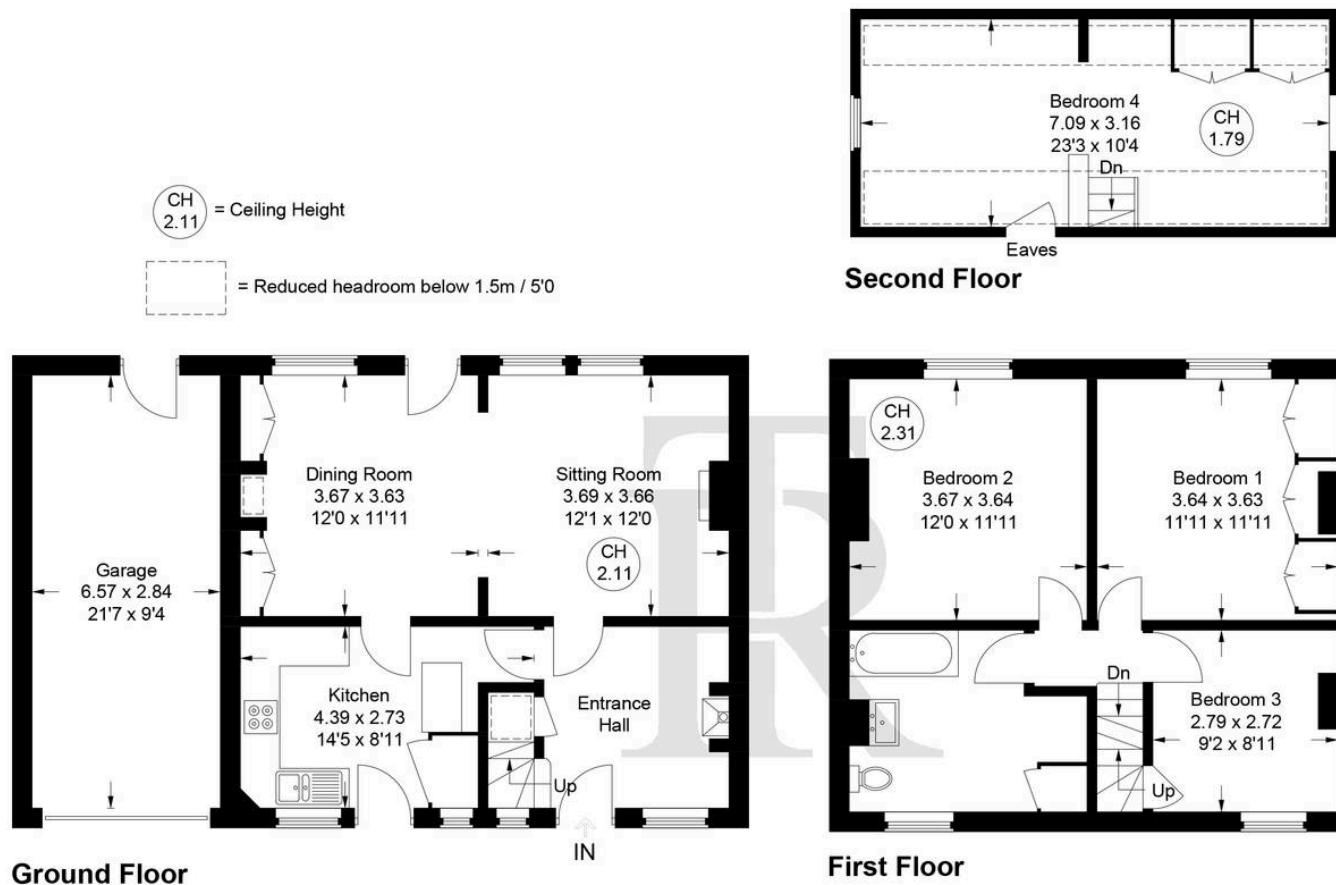 CH
2.11
= Ceiling Height
= Reduced headroom below 1.5m / 5'0
Bedroom 4
7.09 x 3.16
23'3 x 10'4
CH
1.79
Dn
Eaves
Second Floor
Garage
6.57 x 2.84
21'7 x 9'4
Dining Room
3.67 x 3.63
12'0 x 11'11
Sitting Room
3.69 x 3.66
12'1 x 12'0
CH
2.11
Kitchen
4.39 x 2.73
14'5 x 8'11
Entrance
Hall
Up
IN
Ground Floor
CH
2.31
Bedroom 2
3.67 x 3.64
12'0 x 11'11
Bedroom 1
3.64 x 3.63
11'11 x 11'11
Dn
Bedroom 3
2.79 x 2.72
9'2 x 8'11
Up
First Floor
TR